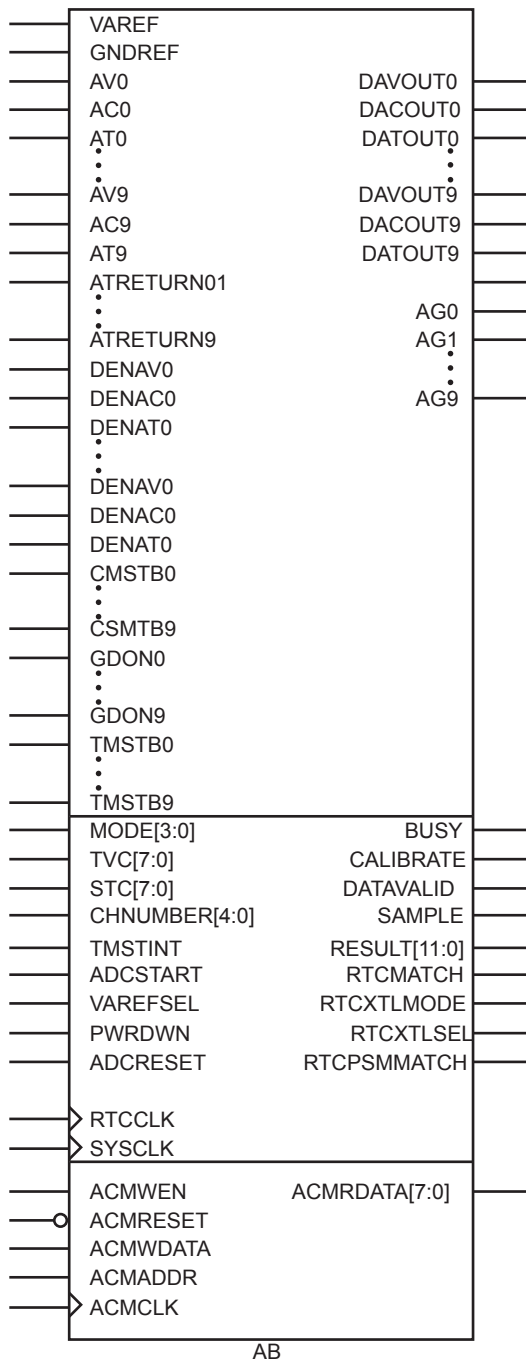 VAREF
GNDREF
AV0 DAVOUT0
AC0 DACOUT0
AT0 DATOUT0
AV9 DAVOUT9
AC9 DACOUT9
AT9 DATOUT9
ATRETURN01
AG0
ATRETURN9 AG1
DENAV0
DENAC0 AG9
DENAT0
DENAV0
DENAC0
DENAT0
CMSTB0
CSMTB9
GDON0
GDON9
TMSTB0
TMSTB9
MODE[3:0] BUSY
TVC[7:0] CALIBRATE
STC[7:0] DATAVALID
CHNUMBER[4:0] SAMPLE
TMSTINT RESULT[11:0]
ADCSTART RTCMATCH
VAREFSEL RTCXTLMODE
PWRDWN RTCXTLSEL
ADCRESET RTCPSMMATCH
RTCCLK
SYSCLK
ACMWEN ACMRDATA[7:0]
ACMRESET
ACMWDATA
ACMADDR
ACMCLK
AB